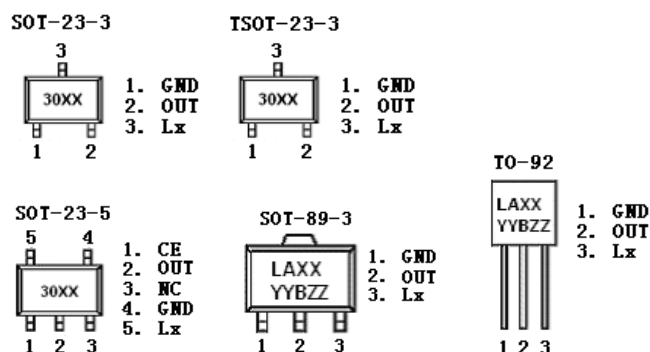 SOT-23-3
3
30XX
1 2
1. GND
2. OUT
3. Lx
TSOT-23-3
3
30XX
1 2
1. GND
2. OUT
3. Lx
SOT-23-5
5 4
30XX
1 2 3
1. CE
2. OUT
3. NC
4. GND
5. Lx
SOT-89-3
LAXX
YYBZZ
1 2 3
1. GND
2. OUT
3. Lx
TO-92
LAXX
YYBZZ
1 2 3
1. GND
2. OUT
3. Lx